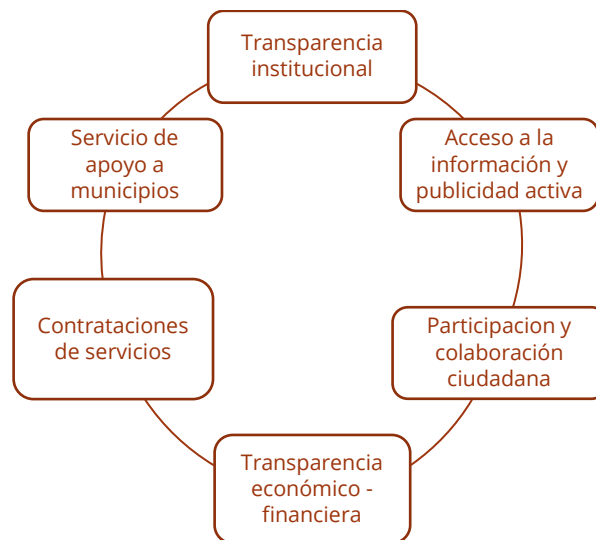 Transparencia
institucional
Acceso a la
información y
publicidad activa
Participacion y
colaboración
ciudadana
Transparencia
económico -
financiera
Contrataciones
de servicios
Servicio de
apoyo a
municipios